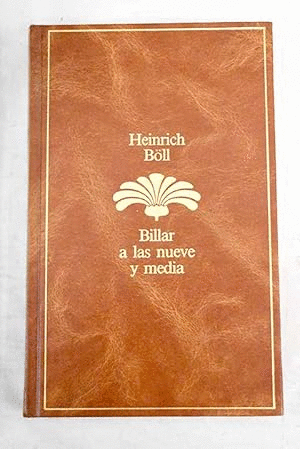 Heinrich
Böll
Billar
a las nueve
y media